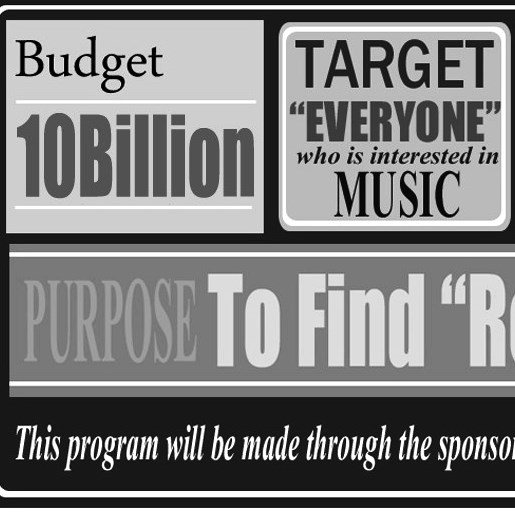 Budget
10Billion
TARGET
“EVERYONE”
who is interested in
MUSIC
PURPOSE To Find “
This program will be made through the